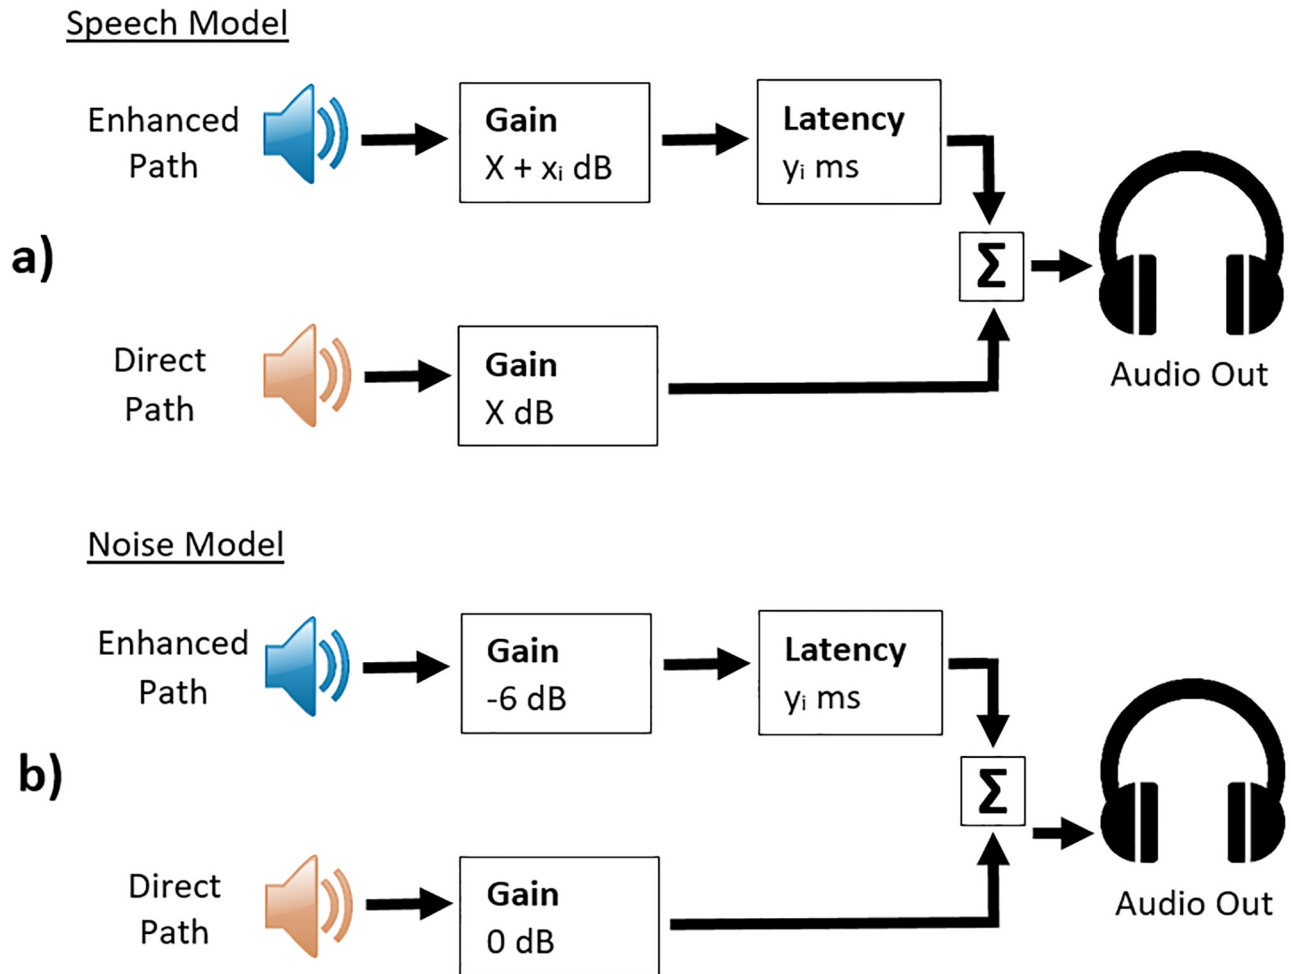 Speech Model
Enhanced
Path
Gain
X + xᵢ dB
Latency
yᵢ ms
a)
Σ
Direct
Path
Gain
X dB
Audio Out
Noise Model
Enhanced
Path
Gain
-6 dB
Latency
yᵢ ms
b)
Σ
Direct
Path
Gain
0 dB
Audio Out